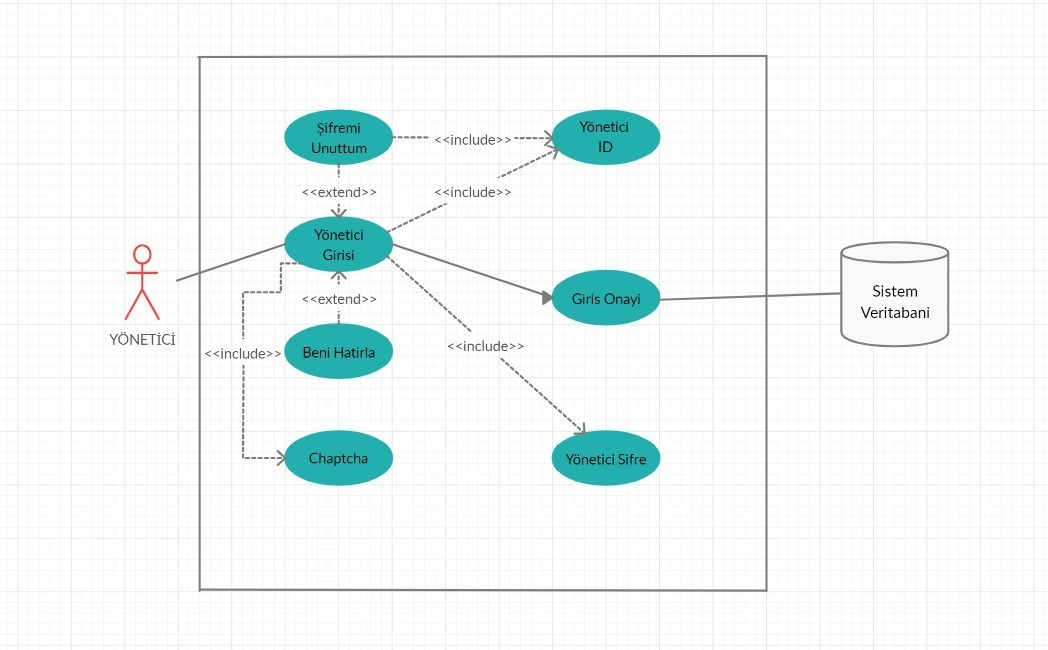 Şifremi
Unuttum
<<include>>
Yönetici
ID
<<extend>>
<<include>>
Yönetici
Girisi
YÖNETİCİ
<<extend>>
Giris Onayi
Sistem
Veritabani
<<include>>
Beni Hatirla
<<include>>
Chaptcha
Yönetici Sifre